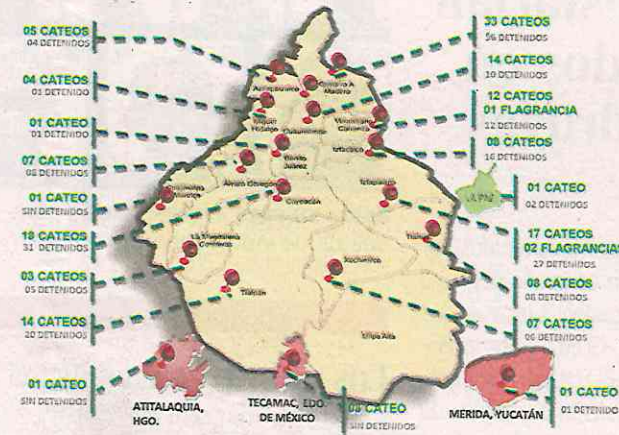 05 CATEOS
04 DETENIDOS
04 CATEOS
01 DETENIDO
01 CATEO
01 DETENIDO
07 CATEOS
08 DETENIDOS
01 CATEO
SIN DETENIDOS
18 CATEOS
31 DETENIDOS
03 CATEOS
05 DETENIDOS
14 CATEOS
20 DETENIDOS
01 CATEO
SIN DETENIDOS
33 CATEOS
56 DETENIDOS
14 CATEOS
10 DETENIDOS
12 CATEOS
01 FLAGRANCIA
12 DETENIDOS
08 CATEOS
16 DETENIDOS
01 CATEO
02 DETENIDOS
17 CATEOS
02 FLAGRANCIAS
27 DETENIDOS
08 CATEOS
08 DETENIDOS
07 CATEOS
06 DETENIDOS
01 CATEO
01 DETENIDO
CATEO
SIN DETENIDOS
Azcapotzalco
Gustavo A
Madero
Miguel
Hidalgo
Cuauhtémoc
Venustiano
Carranza
Benito
Juárez
Iztacalco
Álvaro Obregón
Iztapalapa
Coyoacán
La Magdalena
Contreras
Xochimilco
Tlalpan
Milpa Alta
ATITALAQUIA,
HGO.
TECAMAC, EDO.
DE MÉXICO
MERIDA, YUCATÁN